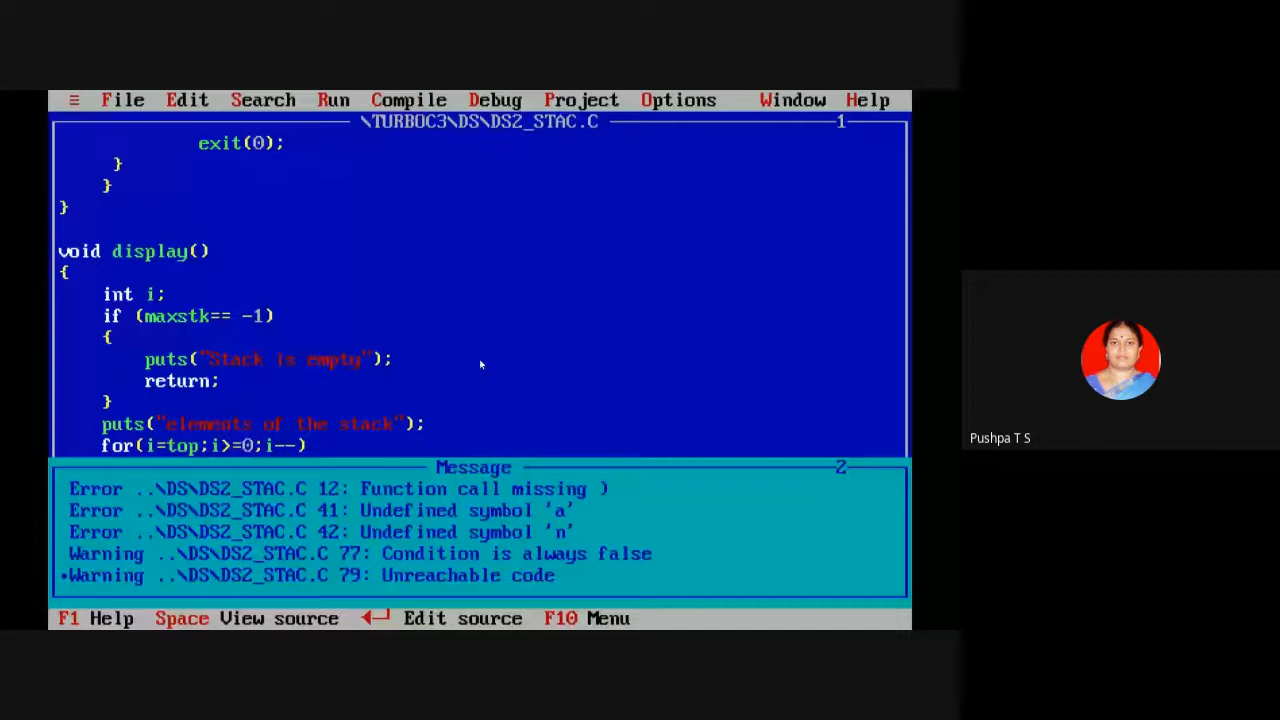 ≡ File Edit Search Run Compile Debug Project Options Window Help
\TURBOC3\DS\DS2_STAC.C 1
exit(0);
}
}
}
void display()
{
int i;
if (maxstk== -1)
{
puts("Stack is empty");
return;
}
puts("elements of the stack");
for(i=top;i>=0;i--)
Message 2
Error ..\DS\DS2_STAC.C 12: Function call missing )
Error ..\DS\DS2_STAC.C 41: Undefined symbol 'a'
Error ..\DS\DS2_STAC.C 42: Undefined symbol 'n'
Warning ..\DS\DS2_STAC.C 77: Condition is always false
•Warning ..\DS\DS2_STAC.C 79: Unreachable code
F1 Help Space View source ◄┘ Edit source F10 Menu
Pushpa T S